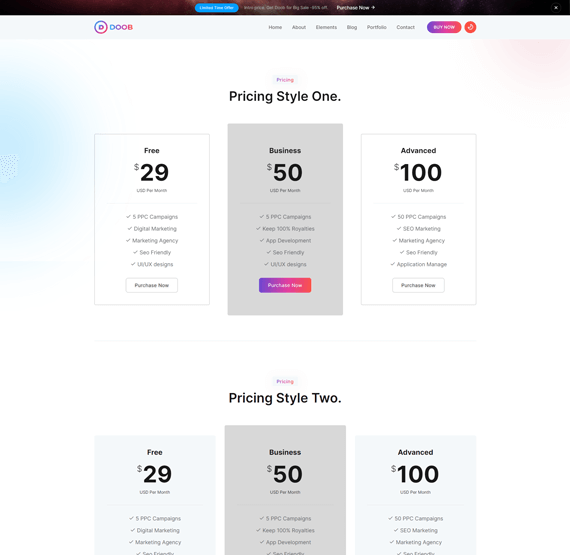 Limited Time Offer Intro price. Get Doob for Big Sale -95% off. Purchase Now →
DOOB
Home About Elements Blog Portfolio Contact BUY NOW
Pricing
Pricing Style One.
Free
$29
USD Per Month
✓ 5 PPC Campaigns
✓ Digital Marketing
✓ Marketing Agency
✓ Seo Friendly
✓ UI/UX designs
Purchase Now
Business
$50
USD Per Month
✓ 5 PPC Campaigns
✓ Keep 100% Royalties
✓ App Development
✓ Seo Friendly
✓ UI/UX designs
Purchase Now
Advanced
$100
USD Per Month
✓ 50 PPC Campaigns
✓ SEO Marketing
✓ Marketing Agency
✓ Seo Friendly
✓ Application Manage
Purchase Now
Pricing
Pricing Style Two.
Free
$29
USD Per Month
✓ 5 PPC Campaigns
✓ Digital Marketing
✓ Marketing Agency
✓ Seo Friendly
Business
$50
USD Per Month
✓ 5 PPC Campaigns
✓ Keep 100% Royalties
✓ App Development
✓ Seo Friendly
Advanced
$100
USD Per Month
✓ 50 PPC Campaigns
✓ SEO Marketing
✓ Marketing Agency
✓ Seo Friendly